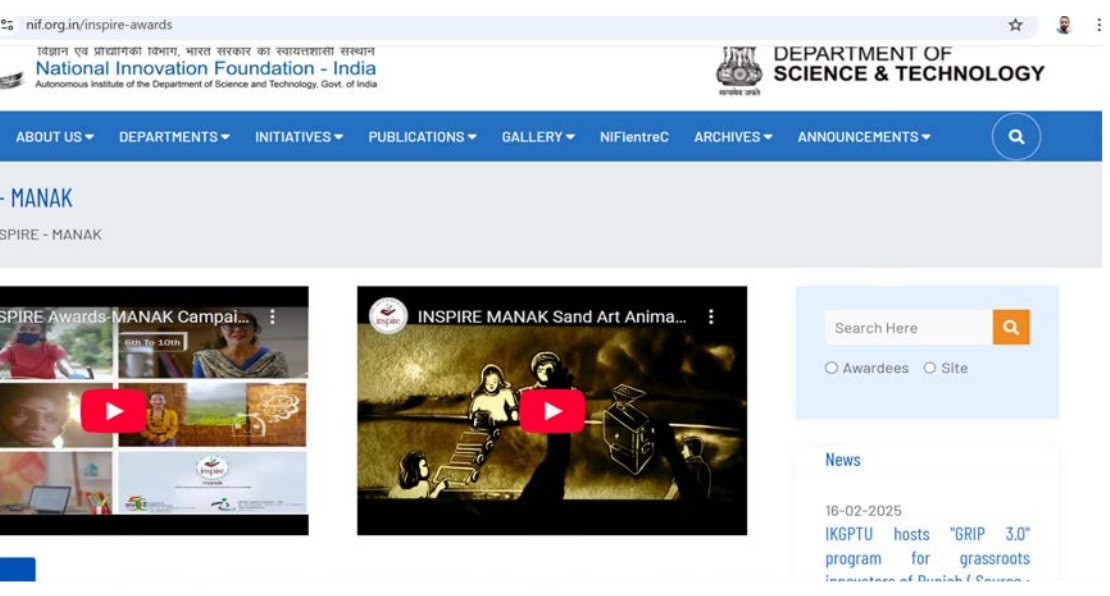 nif.org.in/inspire-awards
विज्ञान एवं प्रौद्योगिकी विभाग, भारत सरकार का स्वायत्तशासी संस्थान
National Innovation Foundation - India
Autonomous Institute of the Department of Science and Technology, Govt. of India
सत्यमेव जयते
DEPARTMENT OF
SCIENCE & TECHNOLOGY
ABOUT US DEPARTMENTS INITIATIVES PUBLICATIONS GALLERY NIFientreC ARCHIVES ANNOUNCEMENTS
- MANAK
SPIRE - MANAK
SPIRE Awards-MANAK Campai...
6th To 10th
inspire
manak
inspire
INSPIRE MANAK Sand Art Anima...
Search Here
Awardees Site
News
16-02-2025
IKGPTU hosts "GRIP 3.0"
program for grassroots
innovators of Punjab ( Source :